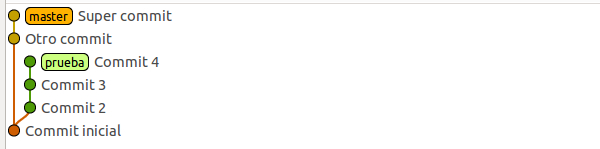 master Super commit
Otro commit
prueba Commit 4
Commit 3
Commit 2
Commit inicial